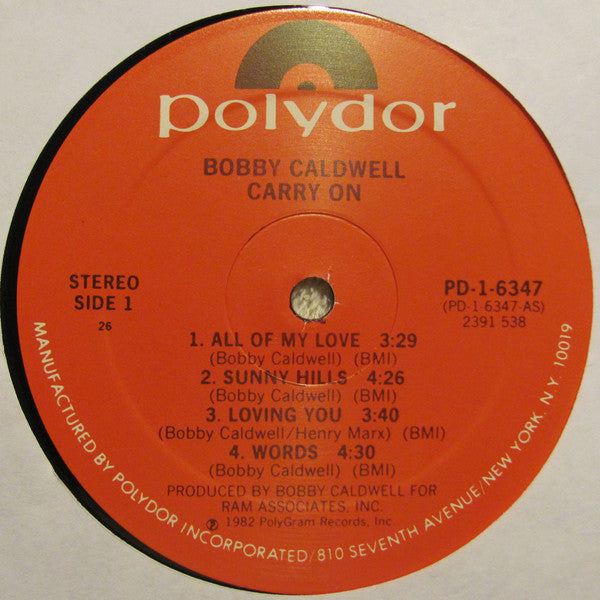 polydor
BOBBY CALDWELL
CARRY ON
STEREO
SIDE 1
26
PD-1-6347
(PD-1-6347-AS)
2391 538
1. ALL OF MY LOVE 3:29
(Bobby Caldwell) (BMI)
2. SUNNY HILLS 4:26
(Bobby Caldwell) (BMI)
3. LOVING YOU 3:40
(Bobby Caldwell/Henry Marx) (BMI)
4. WORDS 4:30
(Bobby Caldwell) (BMI)
PRODUCED BY BOBBY CALDWELL FOR
RAM ASSOCIATES, INC.
℗ 1982 PolyGram Records, Inc
MANUFACTURED BY POLYDOR INCORPORATED/810 SEVENTH AVENUE/NEW YORK, N.Y. 10019